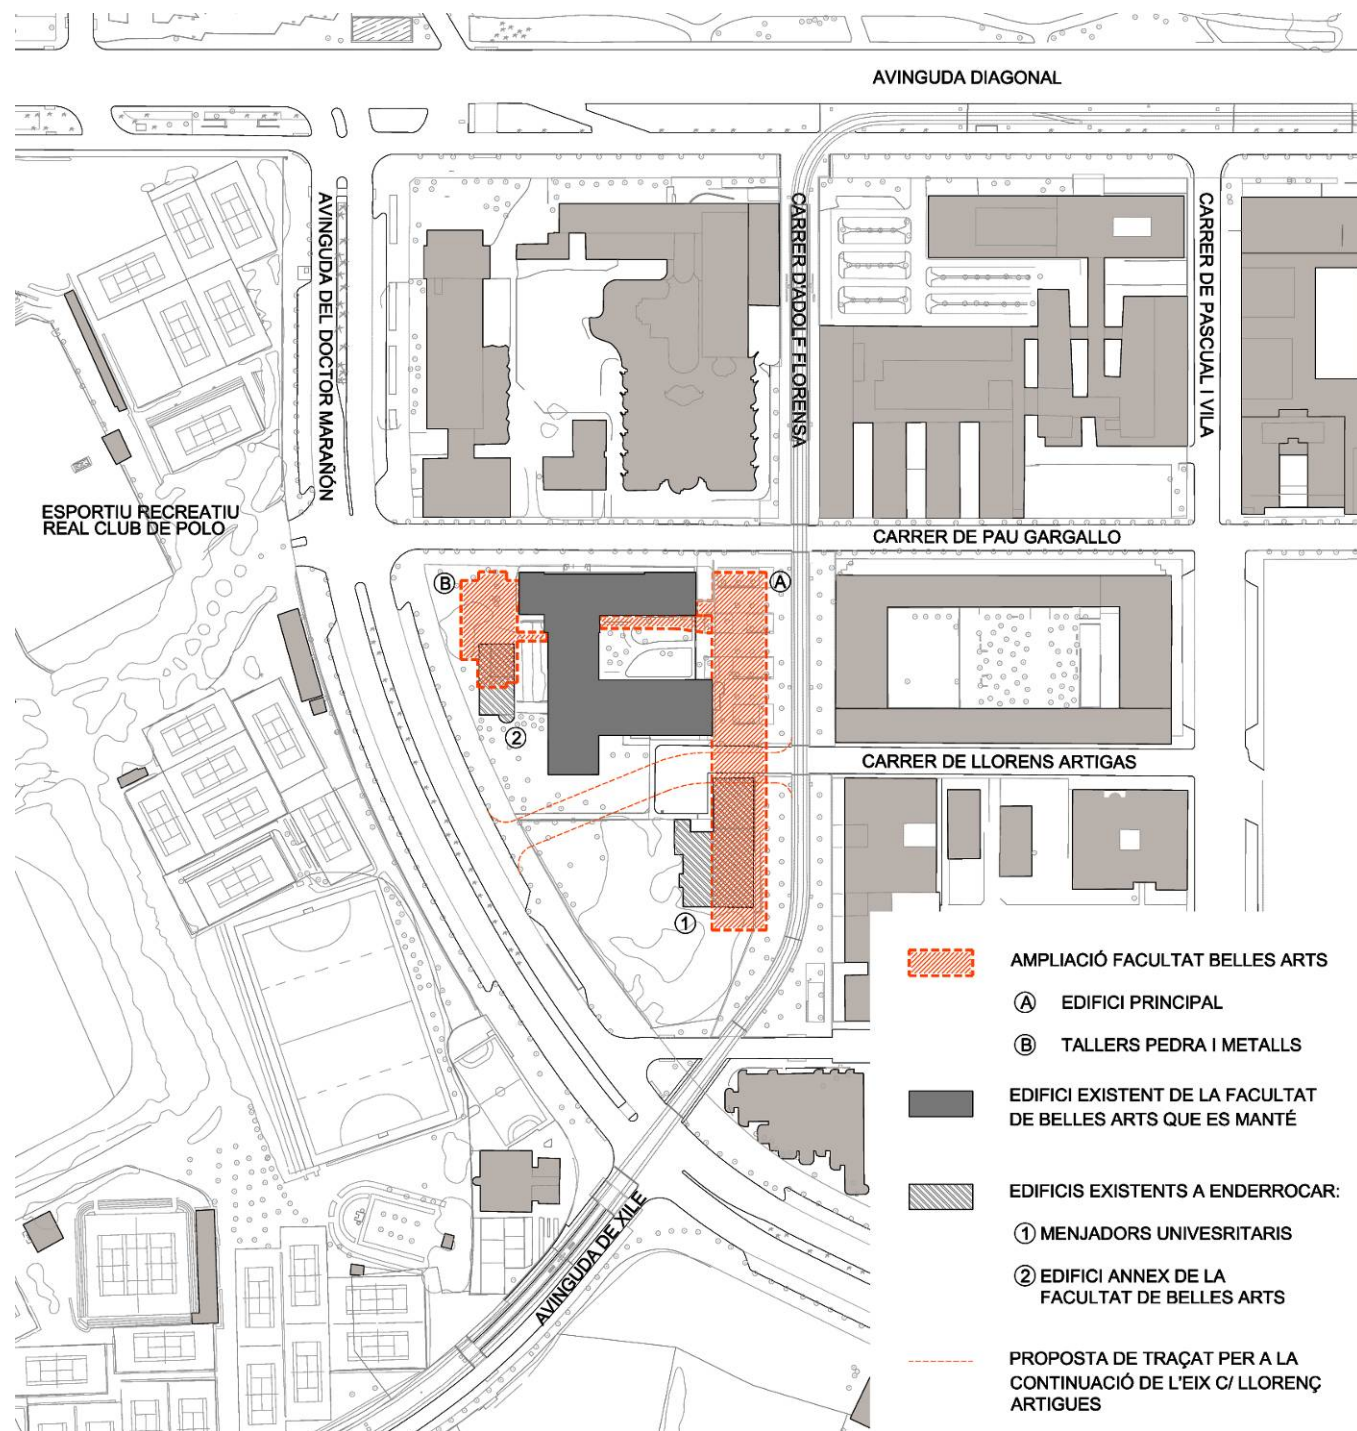 AVINGUDA DIAGONAL
AVINGUDA DEL DOCTOR MARAÑÓN
CARRER D'ADOLF FLORENSA
CARRER DE PASCUAL I VILA
ESPORTIU RECREATIU
REAL CLUB DE POLO
CARRER DE PAU GARGALLO
B
A
2
CARRER DE LLORENS ARTIGAS
1
AVINGUDA DE XILE
AMPLIACIÓ FACULTAT BELLES ARTS
A EDIFICI PRINCIPAL
B TALLERS PEDRA I METALLS
EDIFICI EXISTENT DE LA FACULTAT
DE BELLES ARTS QUE ES MANTÉ
EDIFICIS EXISTENTS A ENDERROCAR:
1 MENJADORS UNIVESRITARIS
2 EDIFICI ANNEX DE LA
FACULTAT DE BELLES ARTS
PROPOSTA DE TRAÇAT PER A LA
CONTINUACIÓ DE L'EIX C/ LLORENÇ
ARTIGUES